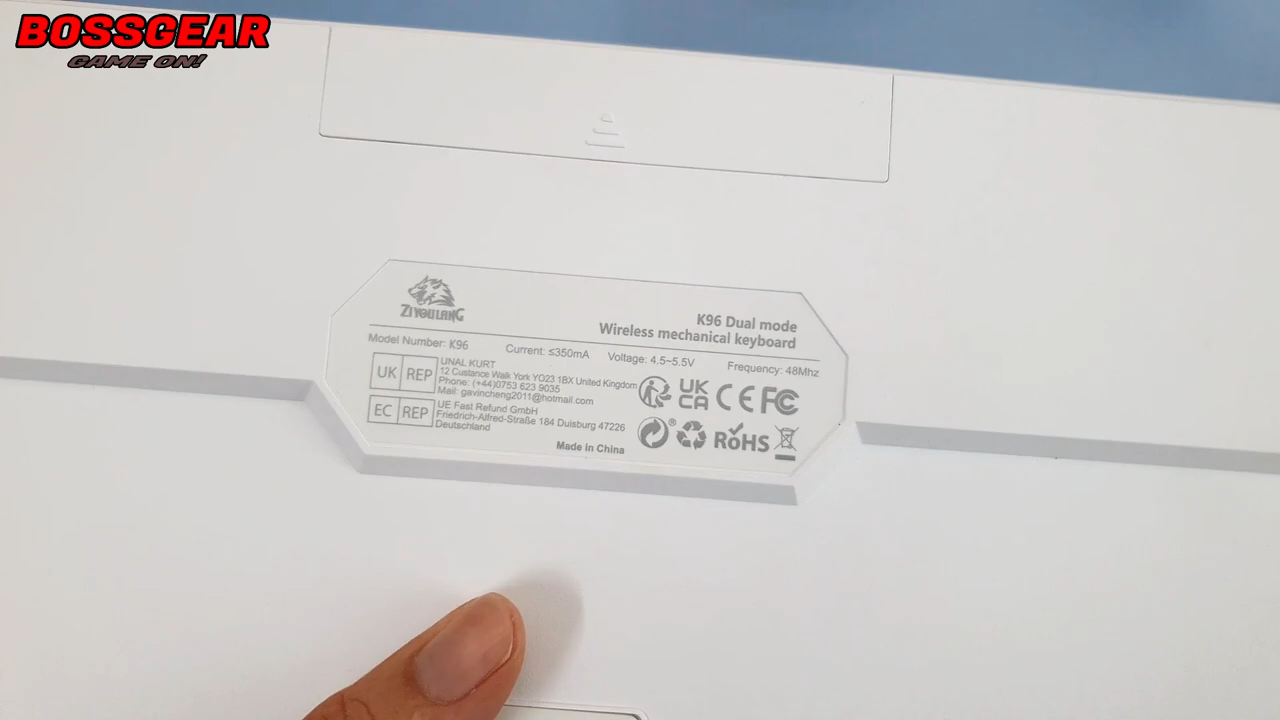 BOSSGEAR
GAME ON!
ZIYOULANG
K96 Dual mode
Wireless mechanical keyboard
Model Number: K96 Current: ≤350mA Voltage: 4.5~5.5V Frequency: 48Mhz
UK REP
UNAL KURT
12 Custance Walk York YO23 1BX United Kingdom
Phone: (+44)0753 623 9035
Mail: gavincheng2011@hotmail.com
EC REP
UE Fast Refund GmbH
Friedrich-Alfred-Straße 184 Duisburg 47226
Deutschland
UK
CA
CE FC
®
RoHS
Made in China